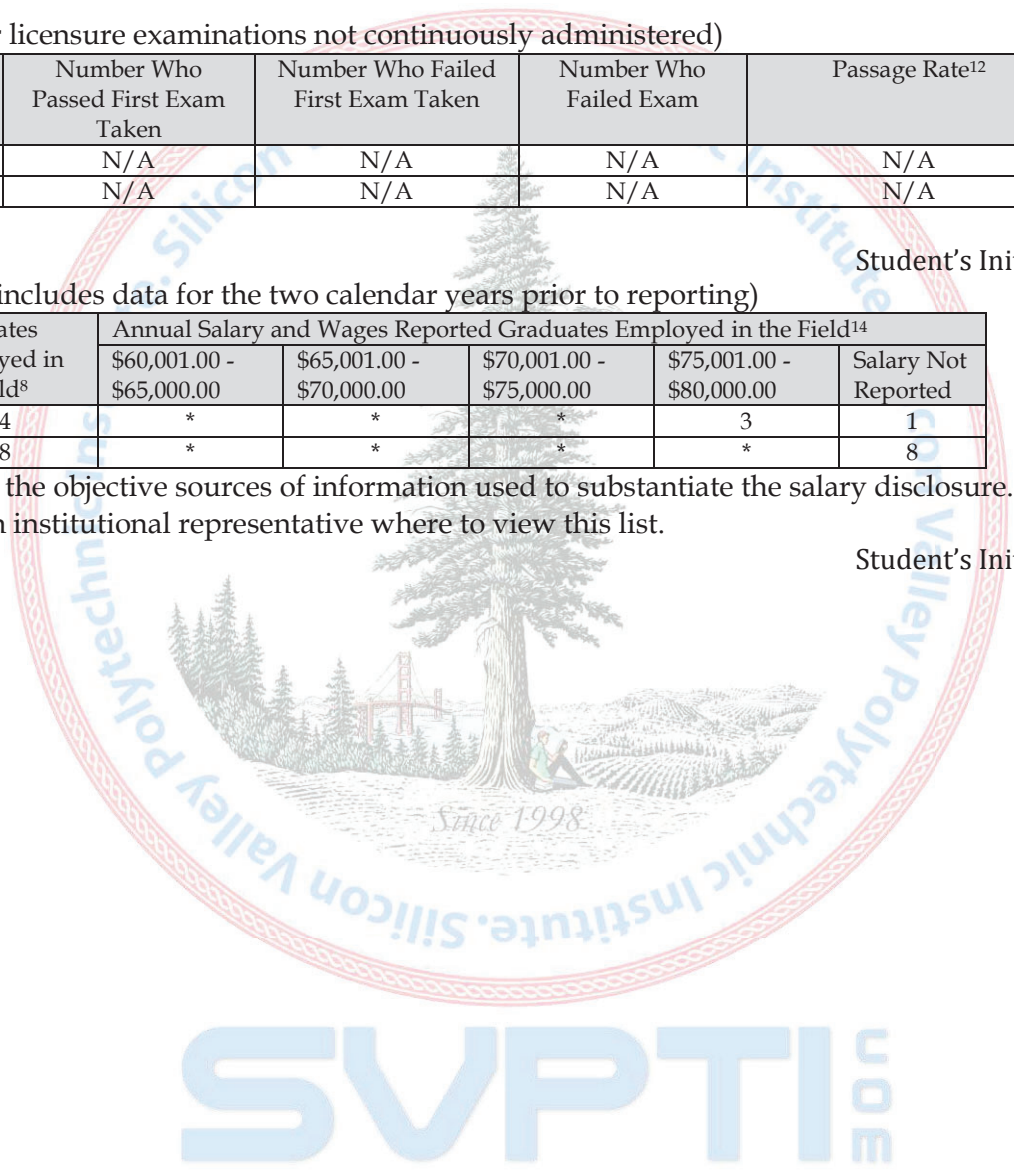 r licensure examinations not continuously administered)
Number Who Number Who Failed Number Who Passage Rate12
Passed First Exam First Exam Taken Failed Exam
Taken
N/A N/A N/A N/A
N/A N/A N/A N/A
Student's Ini
includes data for the two calendar years prior to reporting)
ates Annual Salary and Wages Reported Graduates Employed in the Field14
yed in $60,001.00 - $65,001.00 - $70,001.00 - $75,001.00 - Salary Not
ld8 $65,000.00 $70,000.00 $75,000.00 $80,000.00 Reported
4 * * * 3 1
8 * * * * 8
the objective sources of information used to substantiate the salary disclosure.
n institutional representative where to view this list.
Student's Ini
Since 1998
Silicon Valley Polytechnic Institute.
SVPTI
UOE